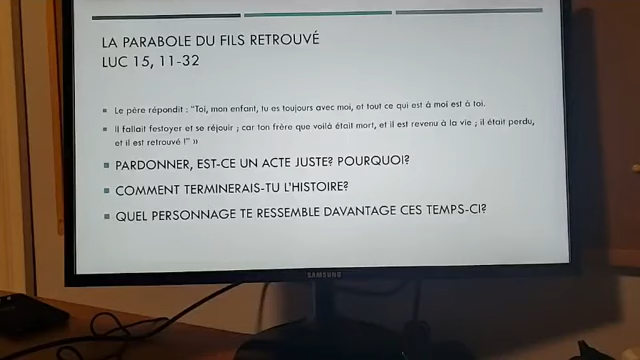 LA PARABOLE DU FILS RETROUVÉ
LUC 15, 11-32
Le père répondit : "Toi, mon enfant, tu es toujours avec moi, et tout ce qui est à moi est à toi.
Il fallait festoyer et se réjouir ; car ton frère que voilà était mort, et il est revenu à la vie ; il était perdu,
et il est retrouvé !" »
PARDONNER, EST-CE UN ACTE JUSTE? POURQUOI?
COMMENT TERMINERAIS-TU L'HISTOIRE?
QUEL PERSONNAGE TE RESSEMBLE DAVANTAGE CES TEMPS-CI?
SAMSUNG